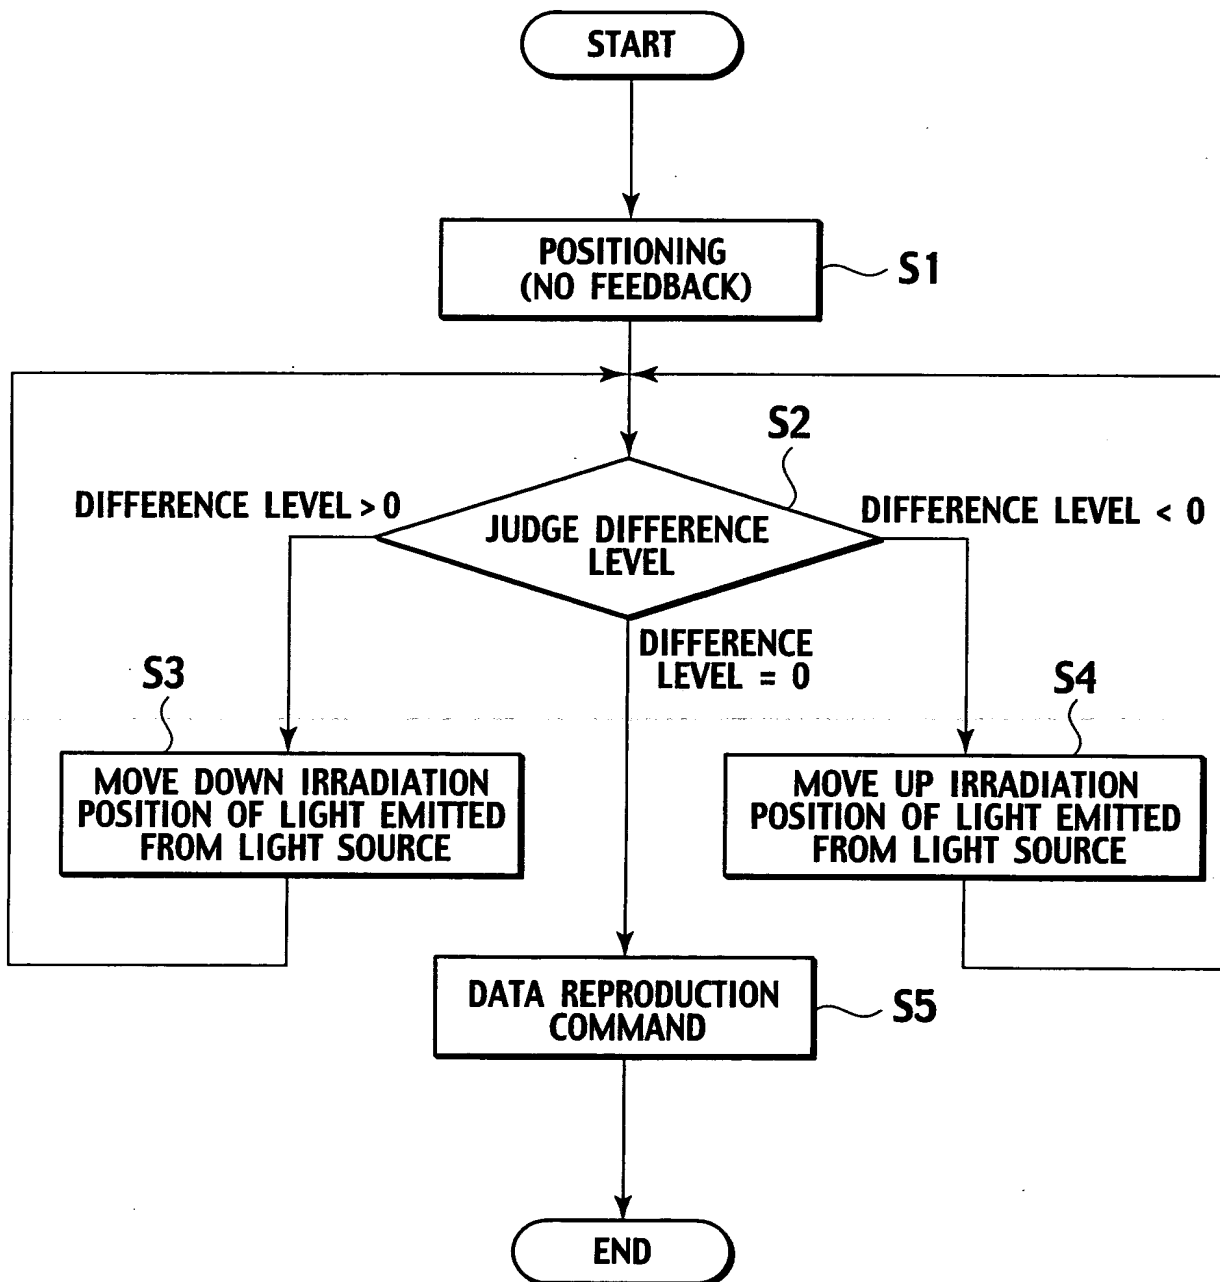 START
POSITIONING
(NO FEEDBACK)
S1
S2
DIFFERENCE LEVEL > 0
DIFFERENCE LEVEL < 0
JUDGE DIFFERENCE
LEVEL
DIFFERENCE
LEVEL = 0
S3
S4
MOVE DOWN IRRADIATION
POSITION OF LIGHT EMITTED
FROM LIGHT SOURCE
MOVE UP IRRADIATION
POSITION OF LIGHT EMITTED
FROM LIGHT SOURCE
DATA REPRODUCTION
COMMAND
S5
END